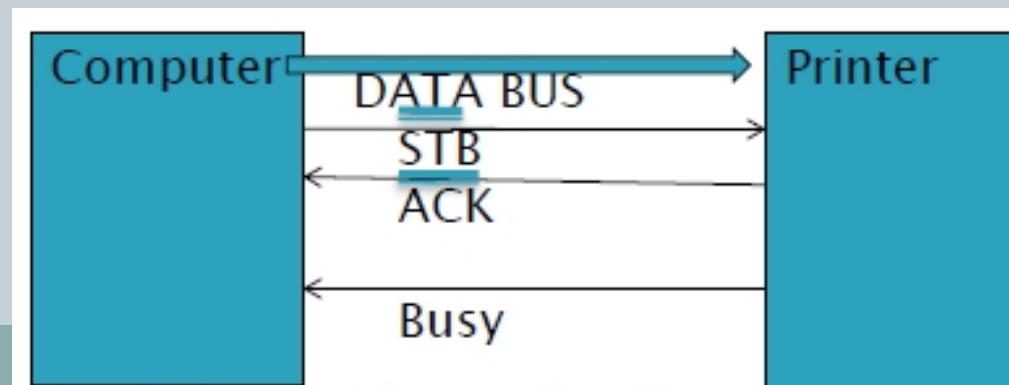 Computer
Printer
DATA BUS
STB
ACK
Busy